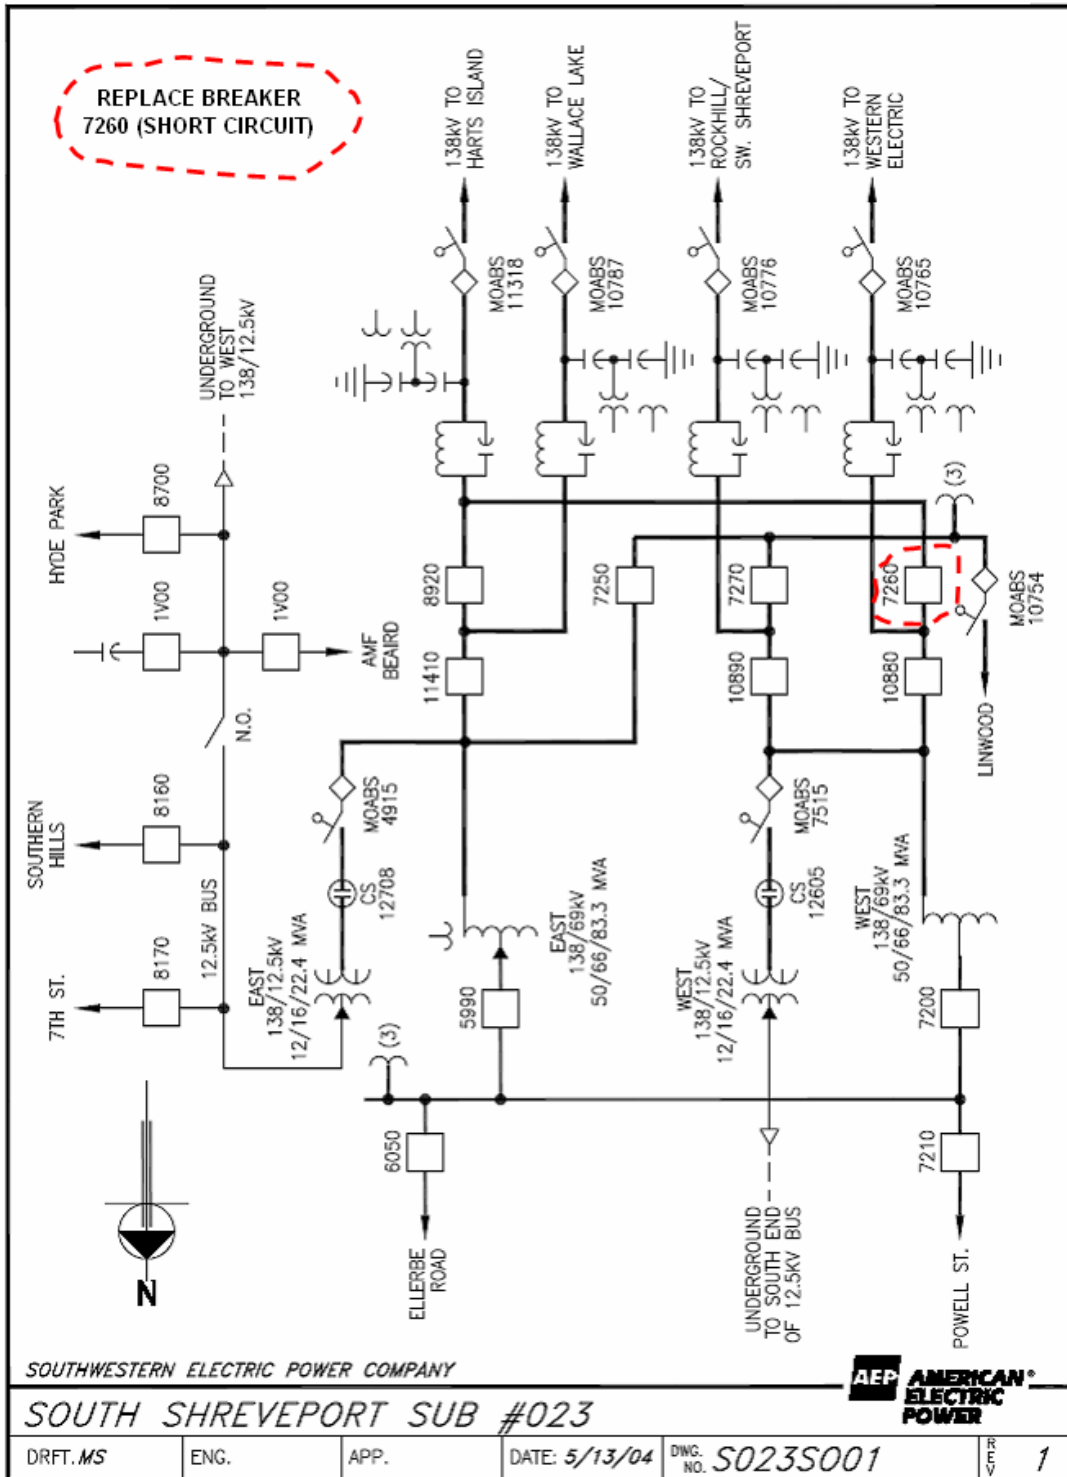 REPLACE BREAKER
7260 (SHORT CIRCUIT)
138kV TO
HARTS ISLAND
138kV TO
WALLACE LAKE
138kV TO
ROCKHILL/
SW. SHREVEPORT
138kV TO
WESTERN
ELECTRIC
MOABS
11318
MOABS
10787
MOABS
10776
MOABS
10765
UNDERGROUND
TO WEST
138/12.5kV
HYDE PARK
8700
1V00
1V00
AMF
BEAIRD
N.O.
SOUTHERN
HILLS
8160
12.5kV BUS
7TH ST.
8170
(3)
8920
7250
7270
7260
MOABS
10754
LINWOOD
11410
10890
10880
MOABS
4915
MOABS
7515
CS
12708
CS
12605
EAST
138/12.5kV
12/16/22.4 MVA
EAST
138/69kV
50/66/83.3 MVA
WEST
138/12.5kV
12/16/22.4 MVA
WEST
138/69kV
50/66/83.3 MVA
5990
7200
(3)
6050
7210
ELLERBE
ROAD
UNDERGROUND
TO SOUTH END
OF 12.5KV BUS
POWELL ST.
N
SOUTHWESTERN ELECTRIC POWER COMPANY
AEP AMERICAN®
ELECTRIC
POWER
SOUTH SHREVEPORT SUB #023
DRFT. MS
ENG.
APP.
DATE: 5/13/04
DWG.
NO. S023S001
REV 1